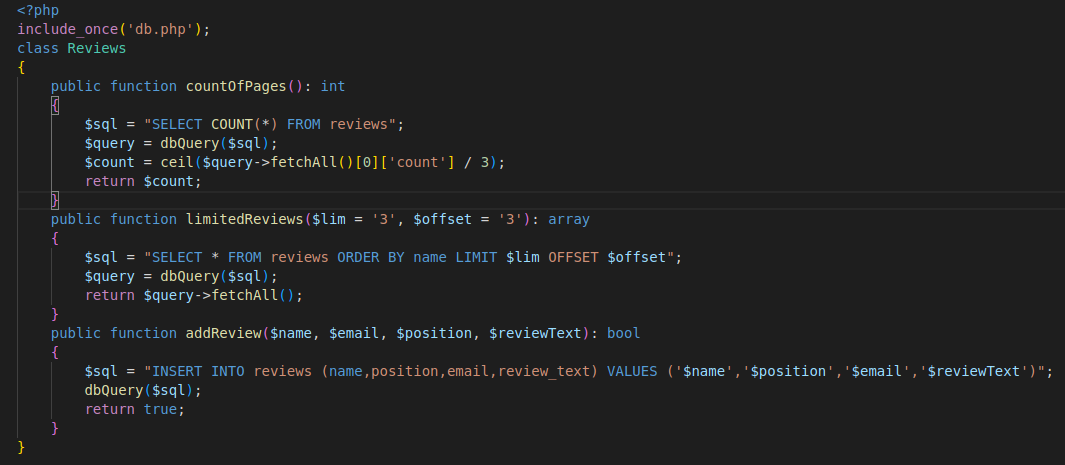 <?php
include_once('db.php');
class Reviews
{
    public function countOfPages(): int
    {
        $sql = "SELECT COUNT(*) FROM reviews";
        $query = dbQuery($sql);
        $count = ceil($query->fetchAll()[0]['count'] / 3);
        return $count;
    }
    public function limitedReviews($lim = '3', $offset = '3'): array
    {
        $sql = "SELECT * FROM reviews ORDER BY name LIMIT $lim OFFSET $offset";
        $query = dbQuery($sql);
        return $query->fetchAll();
    }
    public function addReview($name, $email, $position, $reviewText): bool
    {
        $sql = "INSERT INTO reviews (name,position,email,review_text) VALUES ('$name','$position','$email','$reviewText')";
        dbQuery($sql);
        return true;
    }
}